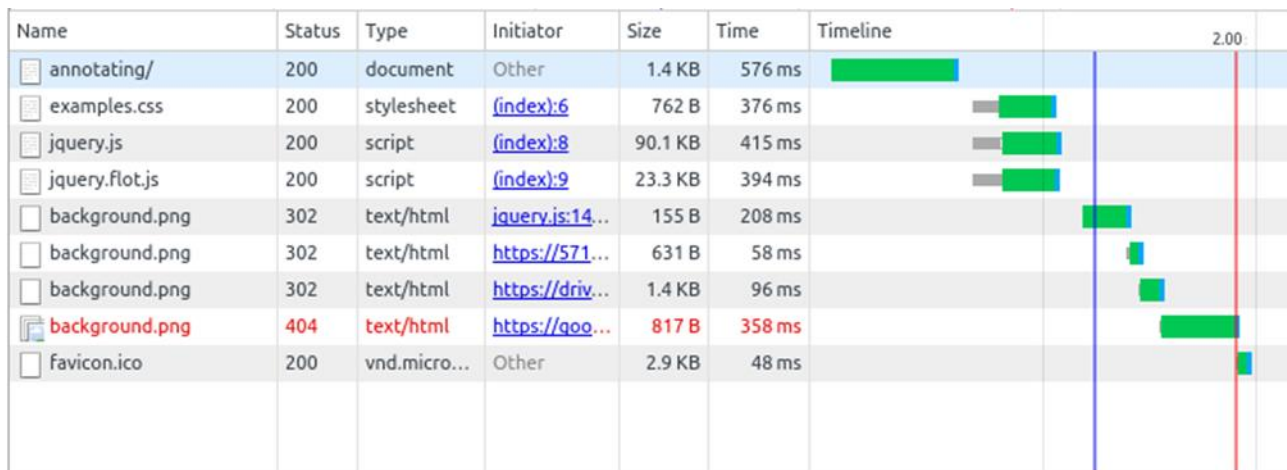 Name Status Type Initiator Size Time Timeline 2.00
annotating/ 200 document Other 1.4 KB 576 ms
examples.css 200 stylesheet (index):6 762 B 376 ms
jquery.js 200 script (index):8 90.1 KB 415 ms
jquery.flot.js 200 script (index):9 23.3 KB 394 ms
background.png 302 text/html jquery.js:14... 155 B 208 ms
background.png 302 text/html https://571... 631 B 58 ms
background.png 302 text/html https://driv... 1.4 KB 96 ms
background.png 404 text/html https://goo... 817 B 358 ms
favicon.ico 200 vnd.micro... Other 2.9 KB 48 ms